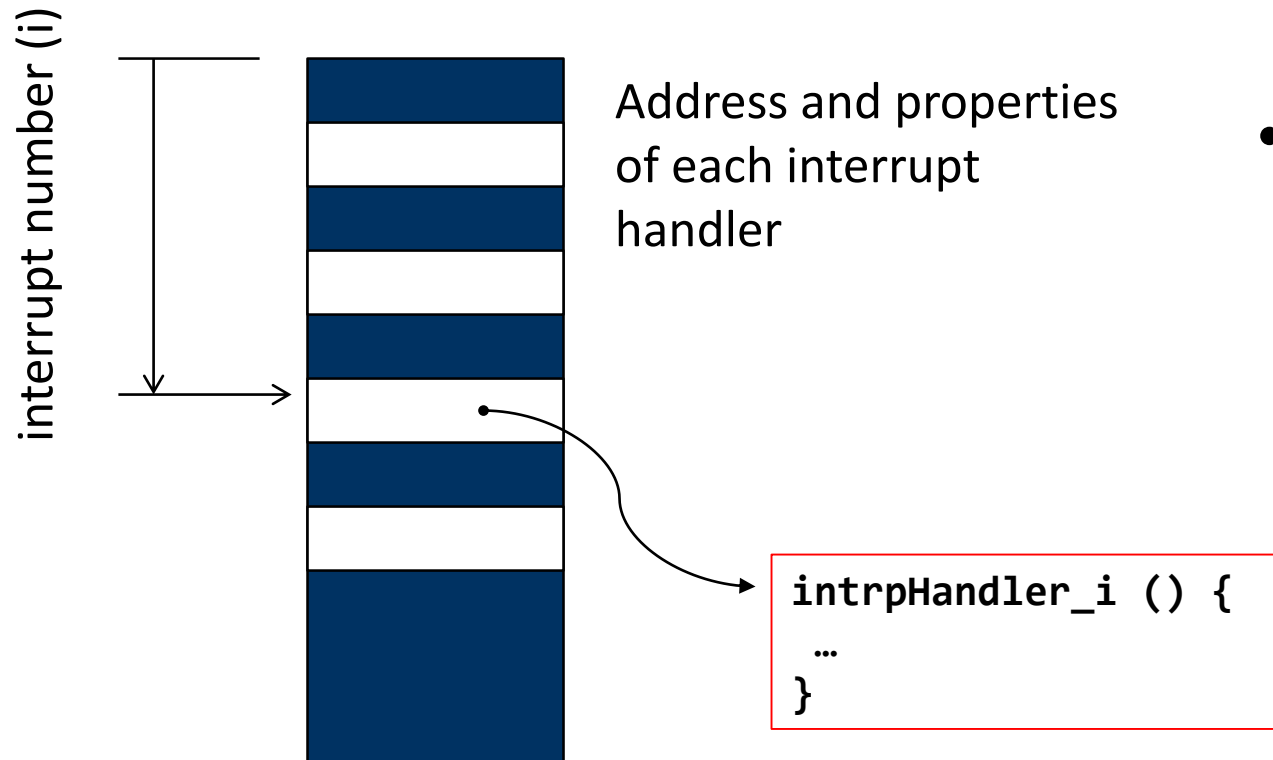 interrupt number (i)
Address and properties
of each interrupt
handler
•
intrpHandler_i () {
…
}